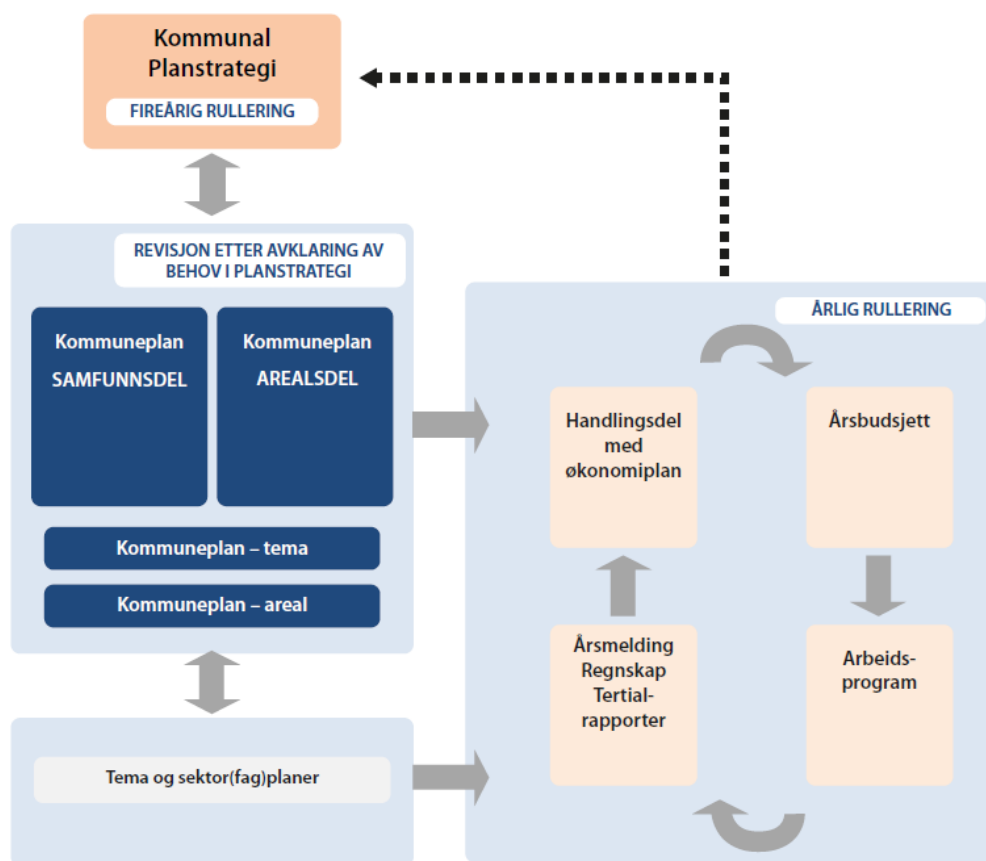 Kommunal
Planstrategi
FIREÅRIG RULLERING
REVISJON ETTER AVKLARING AV
BEHOV I PLANSTRATEGI
Kommuneplan
SAMFUNNSDEL
Kommuneplan
AREALSDEL
Kommuneplan – tema
Kommuneplan – areal
Tema og sektor(fag)planer
ÅRLIG RULLERING
Handlingsdel
med
økonomiplan
Årsbudsjett
Årsmelding
Regnskap
Tertial-
rapporter
Arbeids-
program